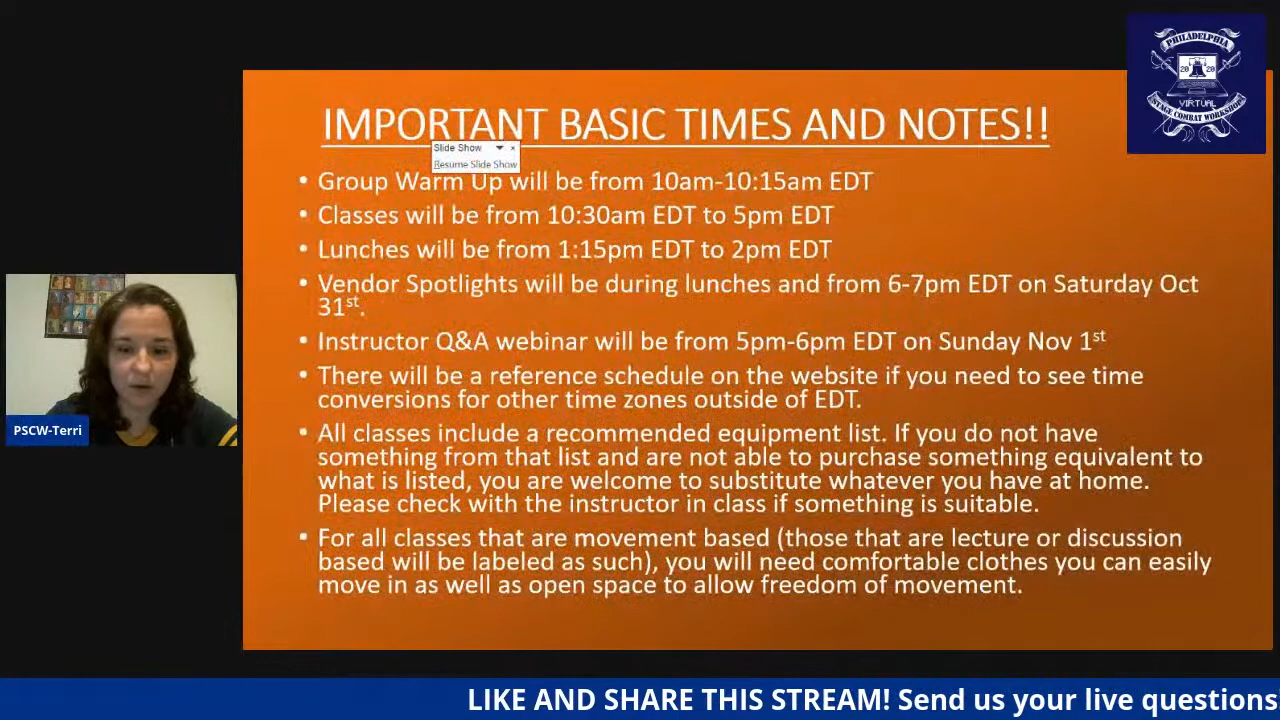 PHILADELPHIA
20 20
VIRTUAL
STAGE COMBAT WORKSHOP
IMPORTANT BASIC TIMES AND NOTES!!
Slide Show
Resume Slide Show
• Group Warm Up will be from 10am-10:15am EDT
• Classes will be from 10:30am EDT to 5pm EDT
• Lunches will be from 1:15pm EDT to 2pm EDT
• Vendor Spotlights will be during lunches and from 6-7pm EDT on Saturday Oct
31st.
• Instructor Q&A webinar will be from 5pm-6pm EDT on Sunday Nov 1st
• There will be a reference schedule on the website if you need to see time
conversions for other time zones outside of EDT.
• All classes include a recommended equipment list. If you do not have
something from that list and are not able to purchase something equivalent to
what is listed, you are welcome to substitute whatever you have at home.
Please check with the instructor in class if something is suitable.
• For all classes that are movement based (those that are lecture or discussion
based will be labeled as such), you will need comfortable clothes you can easily
move in as well as open space to allow freedom of movement.
PSCW-Terri
LIKE AND SHARE THIS STREAM! Send us your live questions